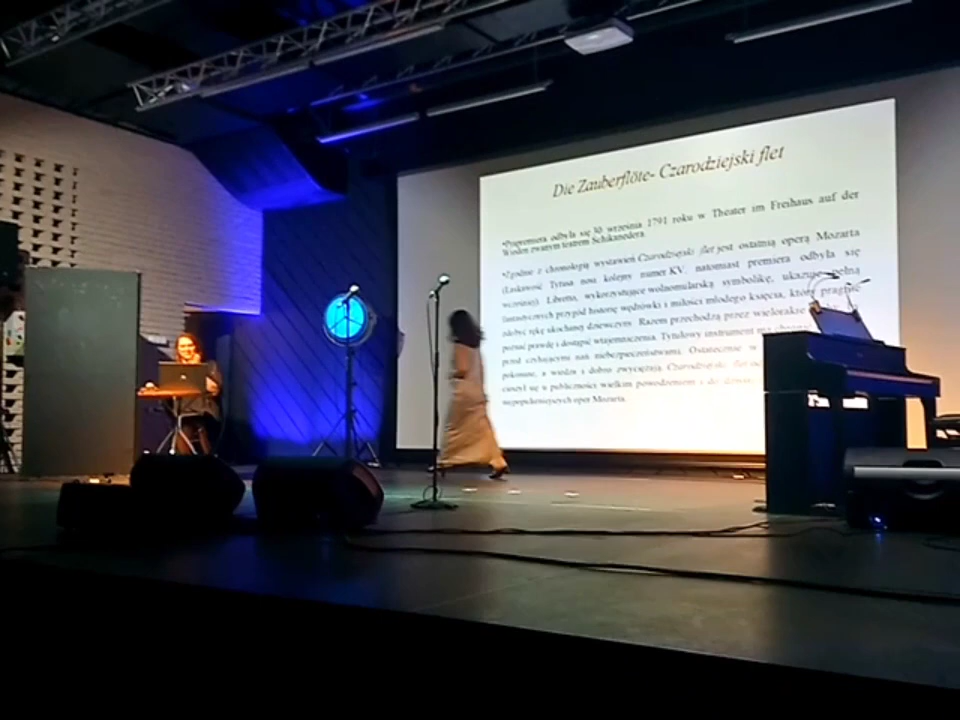 Die Zauberflöte- Czarodziejski flet
•Prapremiera odbyła się 30 września 1791 roku w Theater im Freihaus auf der
Wieden zwanym teatrem Schikanedera
•Zgodnie z chronologią wystawień Czarodziejski flet jest ostatnią operą Mozarta
(Łaskawość Tytusa nosi kolejny numer KV, natomiast premiera odbyła się
wcześniej). Libretto, wykorzystujące wolnomularską symbolikę, ukazuje pełną
fantastycznych przygód historię wędrówki i miłości młodego księcia, który pragnie
zdobyć rękę ukochanej dziewczyny. Razem przechodzą przez wielorakie
poznać prawdę i dostąpić wtajemniczenia. Tytułowy instrument ma
przed czyhającymi nań niebezpieczeństwami. Ostatecznie
pokonane, a wiedza i dobro zwyciężają. Czarodziejski flet
cieszył się u publiczności wielkim powodzeniem i do
najpopularniejszych oper Mozarta.